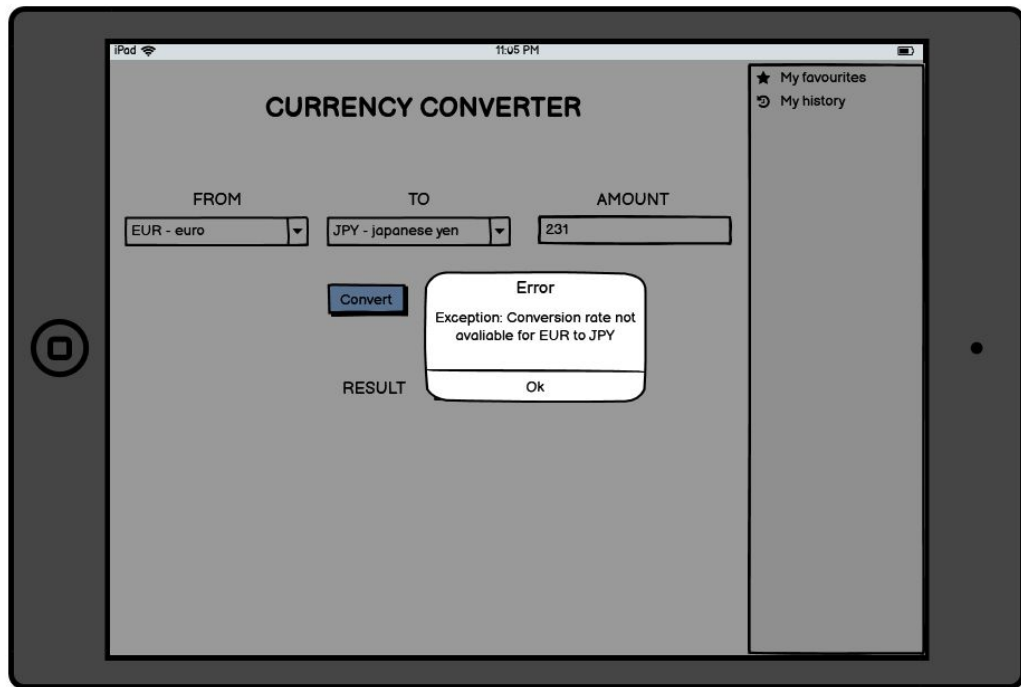 iPad
11:05 PM
My favourites
My history
CURRENCY CONVERTER
FROM
TO
AMOUNT
EUR - euro
JPY - japanese yen
231
Convert
Error
Exception: Conversion rate not
avaliable for EUR to JPY
Ok
RESULT